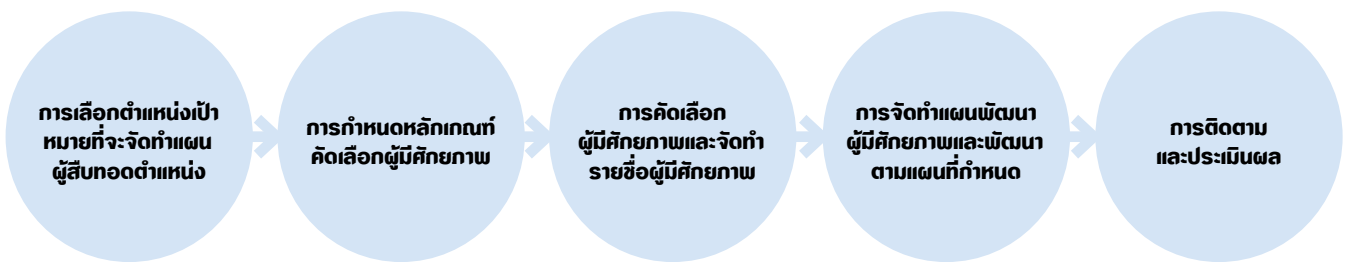 การเลือกตำแหน่งเป้า
หมายที่จะจัดทำแผน
ผู้สืบทอดตำแหน่ง
การกำหนดหลักเกณฑ์
คัดเลือกผู้มีศักยภาพ
การคัดเลือก
ผู้มีศักยภาพและจัดทำ
รายชื่อผู้มีศักยภาพ
การจัดทำแผนพัฒนา
ผู้มีศักยภาพและพัฒนา
ตามแผนที่กำหนด
การติดตาม
และประเมินผล